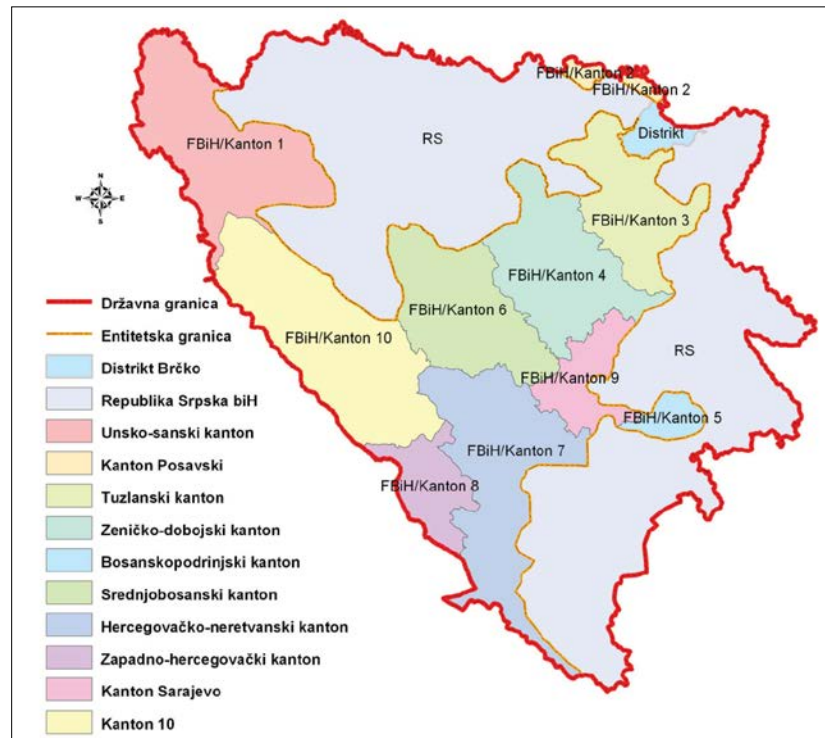 FBiH/Kanton 2
FBiH/Kanton 2
Distrikt
RS
FBiH/Kanton 1
FBiH/Kanton 3
FBiH/Kanton 4
FBiH/Kanton 6
FBiH/Kanton 10
RS
FBiH/Kanton 9
FBiH/Kanton 5
FBiH/Kanton 7
FBiH/Kanton 8
N
W
E
S
Državna granica
Entitetska granica
Distrikt Brčko
Republika Srpska biH
Unsko-sanski kanton
Kanton Posavski
Tuzlanski kanton
Zeničko-dobojski kanton
Bosanskopodrinjski kanton
Srednjobosanski kanton
Hercegovačko-neretvanski kanton
Zapadno-hercegovački kanton
Kanton Sarajevo
Kanton 10